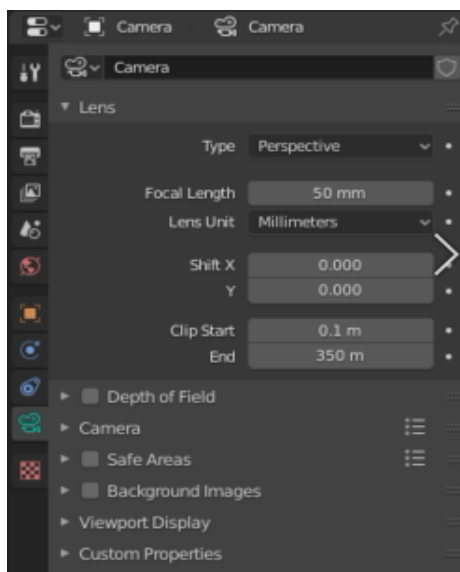 Camera Camera
Camera
Lens
Type Perspective
Focal Length 50 mm
Lens Unit Millimeters
Shift X 0.000
Y 0.000
Clip Start 0.1 m
End 350 m
Depth of Field
Camera
Safe Areas
Background Images
Viewport Display
Custom Properties